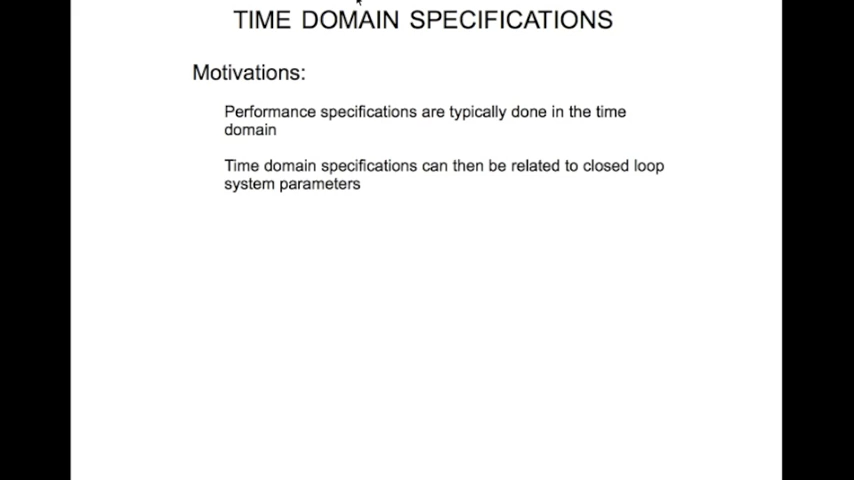 TIME DOMAIN SPECIFICATIONS
Motivations:
Performance specifications are typically done in the time
domain
Time domain specifications can then be related to closed loop
system parameters